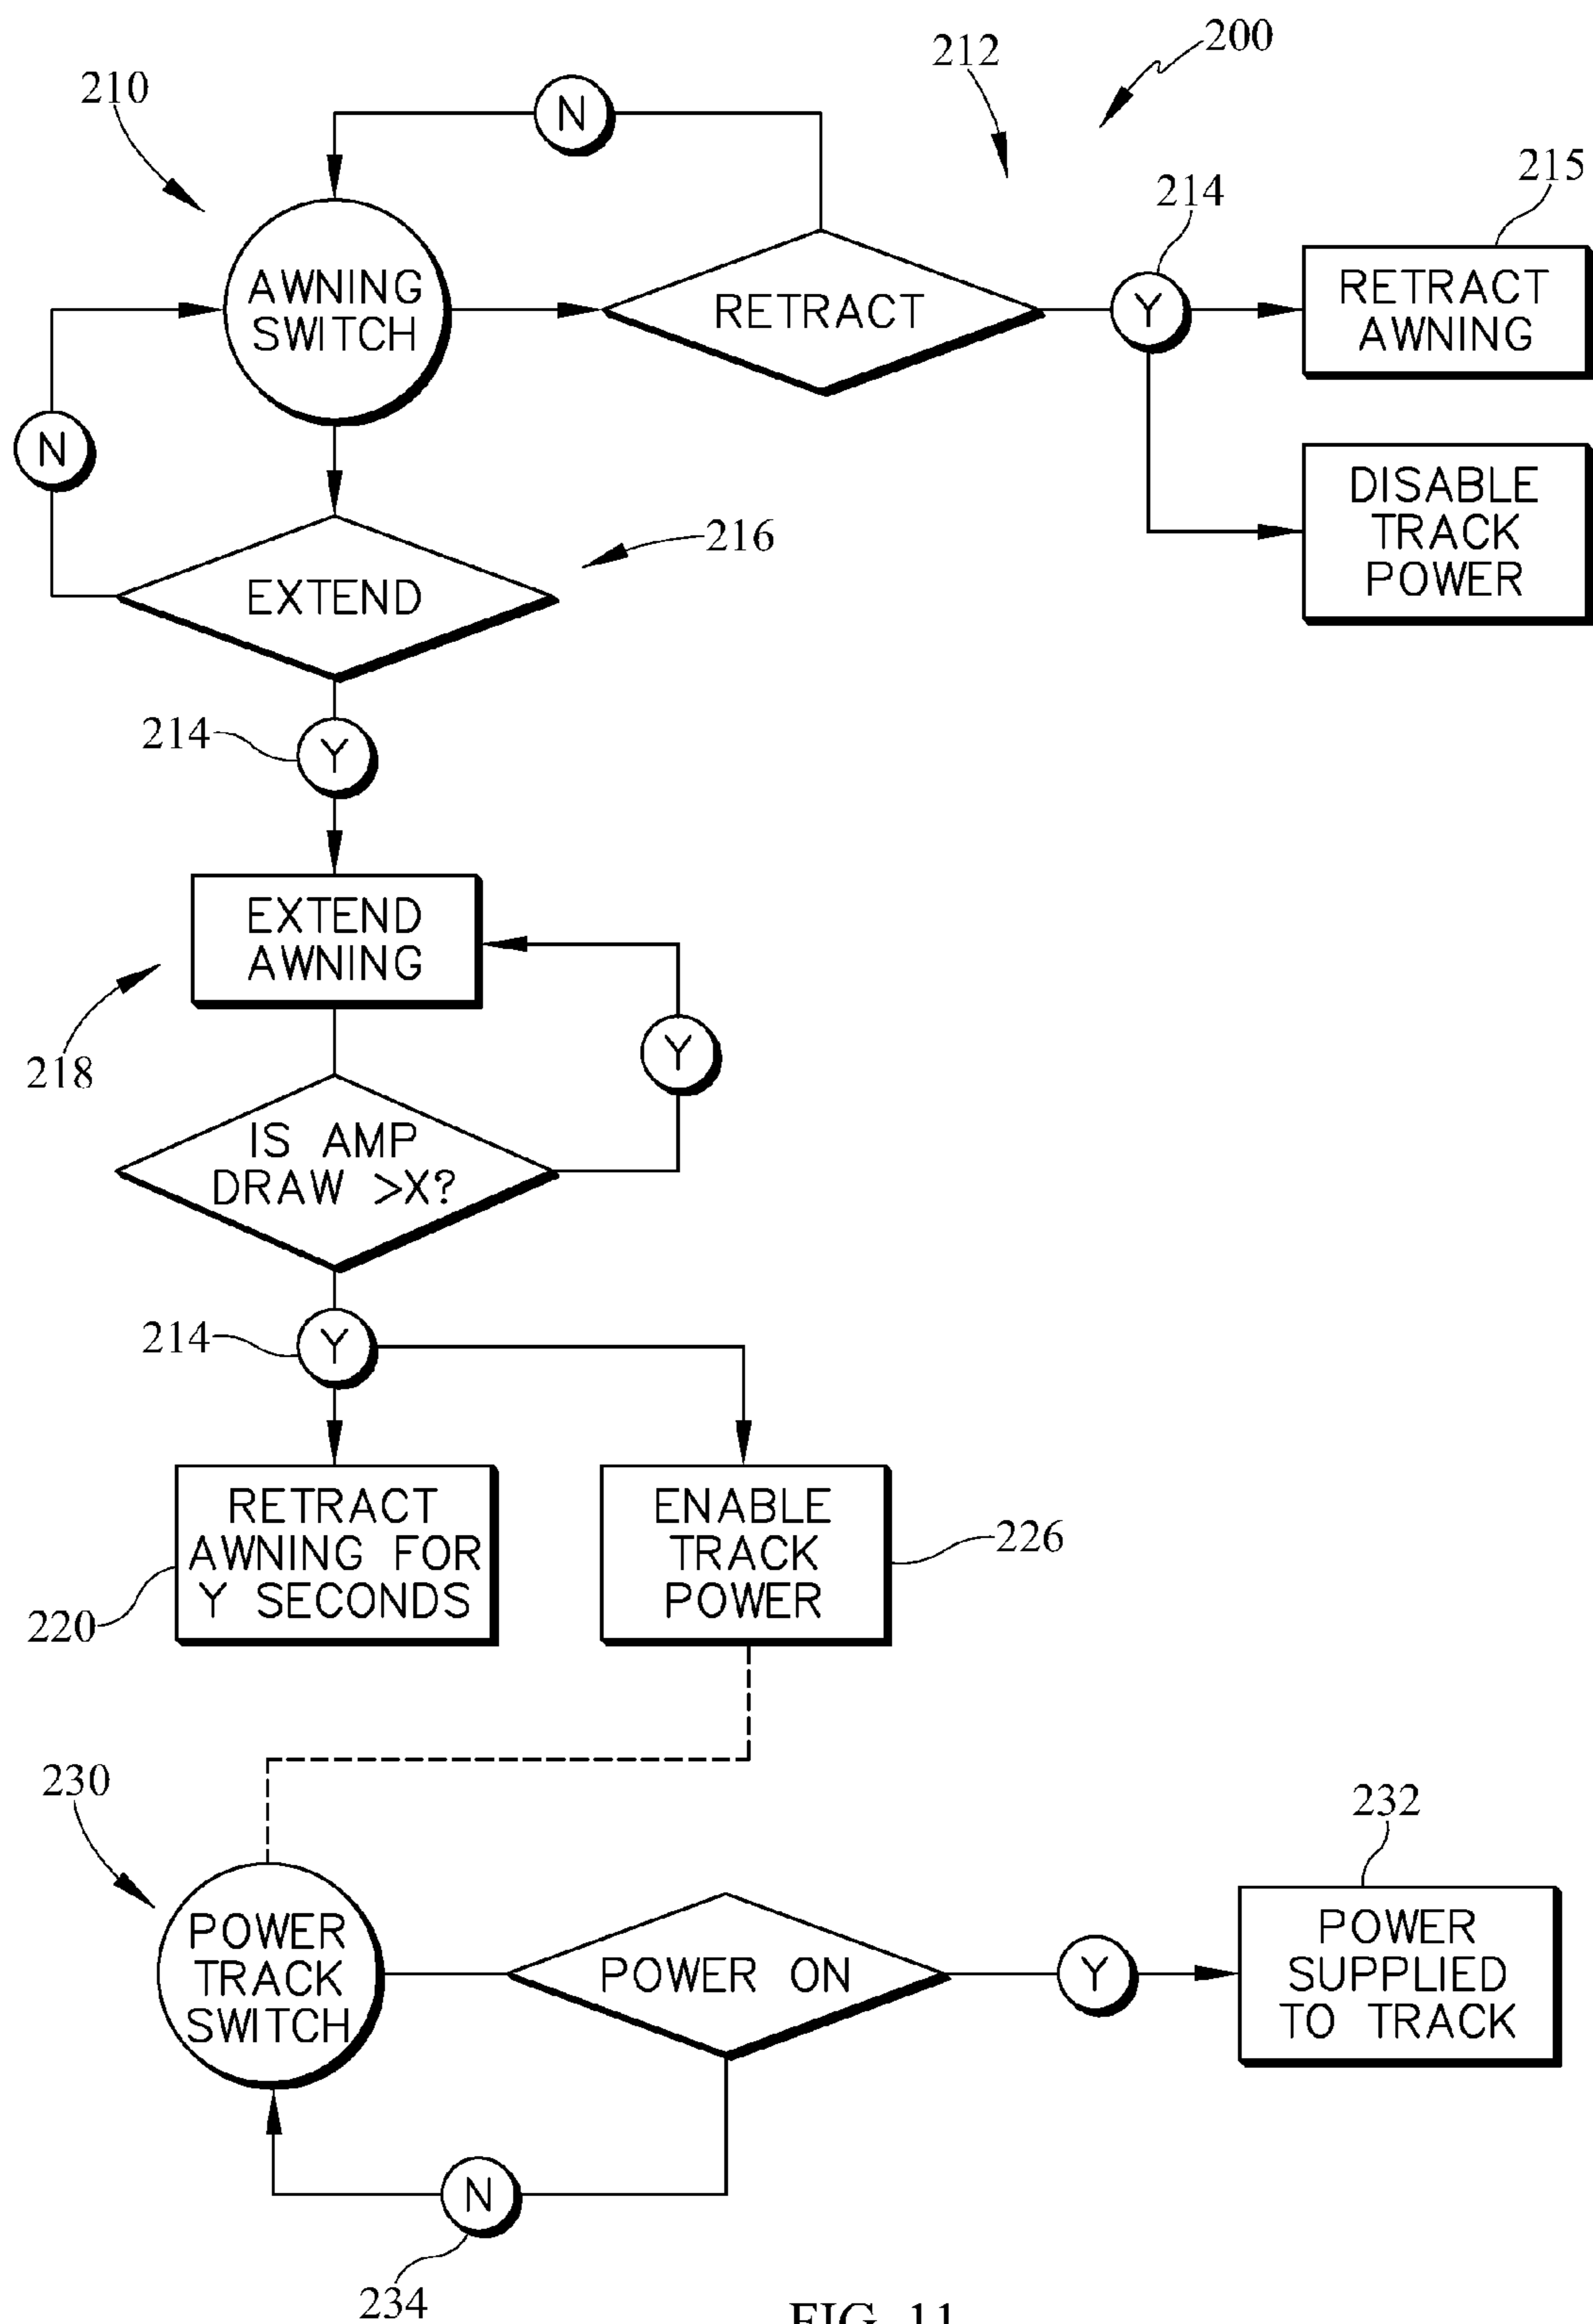 200
212
210
N
215
214
AWNING
SWITCH
RETRACT
Y
RETRACT
AWNING
N
DISABLE
TRACK
POWER
216
EXTEND
214
Y
EXTEND
AWNING
218
Y
IS AMP
DRAW >X?
214
Y
RETRACT
AWNING FOR
Y SECONDS
220
ENABLE
TRACK
POWER
226
230
232
POWER
TRACK
SWITCH
POWER ON
Y
POWER
SUPPLIED
TO TRACK
N
234
FIG. 11